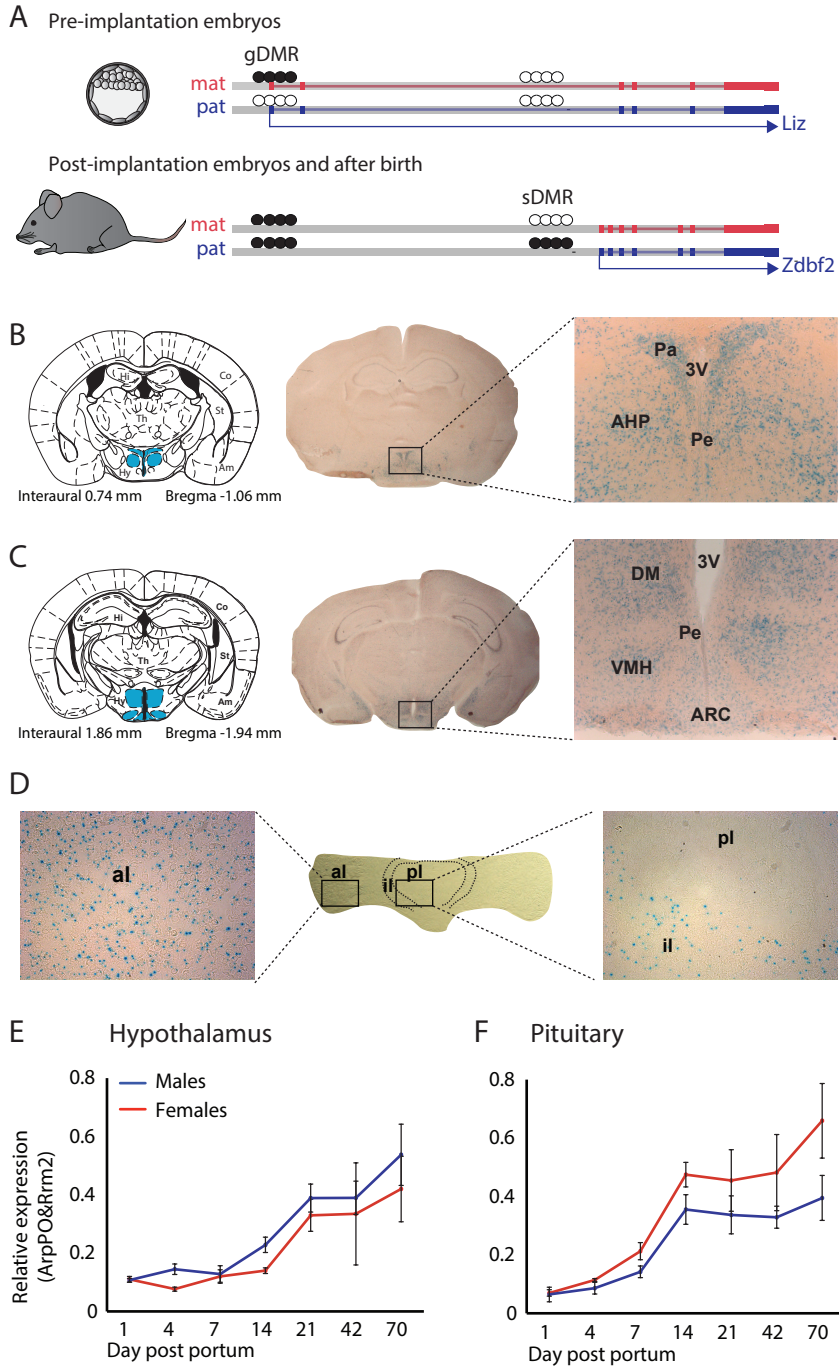 A
Pre-implantation embryos
gDMR
mat
pat
Liz
Post-implantation embryos and after birth
sDMR
mat
pat
Zdbf2
B
Hi
Co
St
Th
Hy
Am
Interaural 0.74 mm Bregma -1.06 mm
Pa
3V
AHP
Pe
C
Hi
Co
St
Th
Hy
Am
Interaural 1.86 mm Bregma -1.94 mm
3V
DM
Pe
VMH
ARC
D
al
al
il
pl
pl
il
E Hypothalamus
Males
Females
Relative expression
(ArpPO&Rrm2)
0.8
0.6
0.4
0.2
0
1 4 7 14 21 42 70
Day post portum
F Pituitary
0.8
0.6
0.4
0.2
0
1 4 7 14 21 42 70
Day post portum